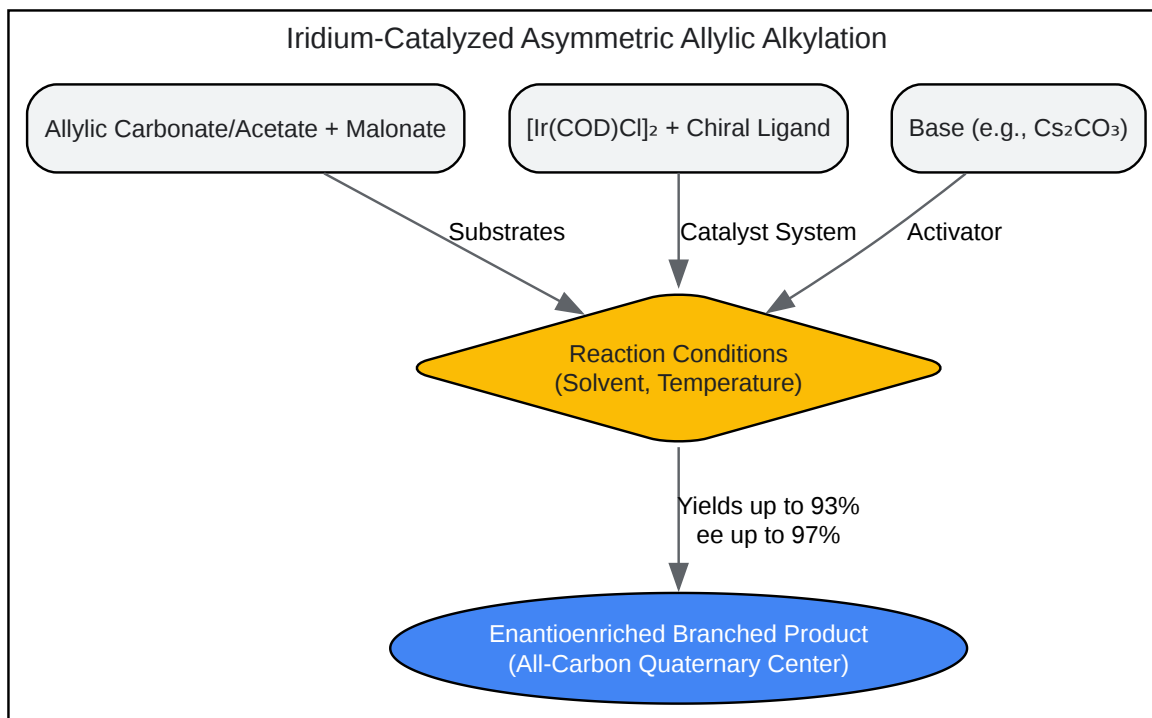 Iridium-Catalyzed Asymmetric Allylic Alkylation
Allylic Carbonate/Acetate + Malonate
[Ir(COD)Cl]₂ + Chiral Ligand
Base (e.g., Cs₂CO₃)
Substrates
Catalyst System
Activator
Reaction Conditions
(Solvent, Temperature)
Yields up to 93%
ee up to 97%
Enantioenriched Branched Product
(All-Carbon Quaternary Center)